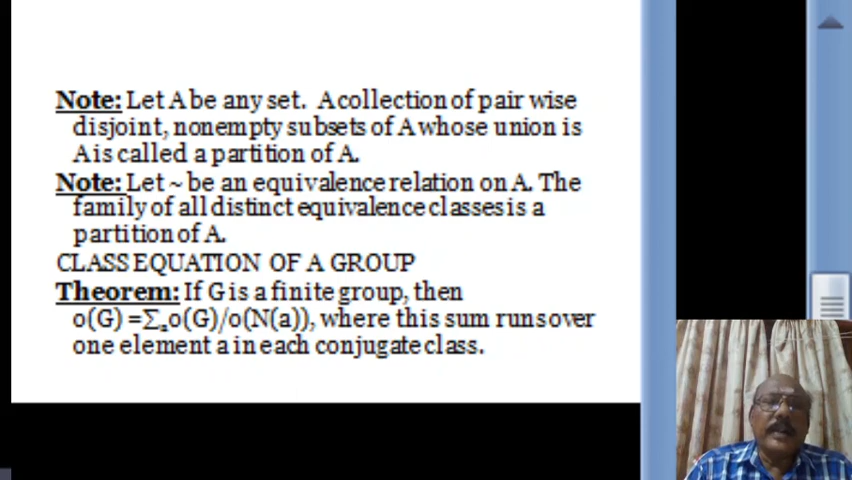 Note: Let A be any set. A collection of pair wise
disjoint, nonempty subsets of A whose union is
A is called a partition of A.
Note: Let ~ be an equivalence relation on A. The
family of all distinct equivalence classes is a
partition of A.
CLASS EQUATION OF A GROUP
Theorem: If G is a finite group, then
o(G) =∑ₐo(G)/o(N(a)), where this sum runs over
one element a in each conjugate class.